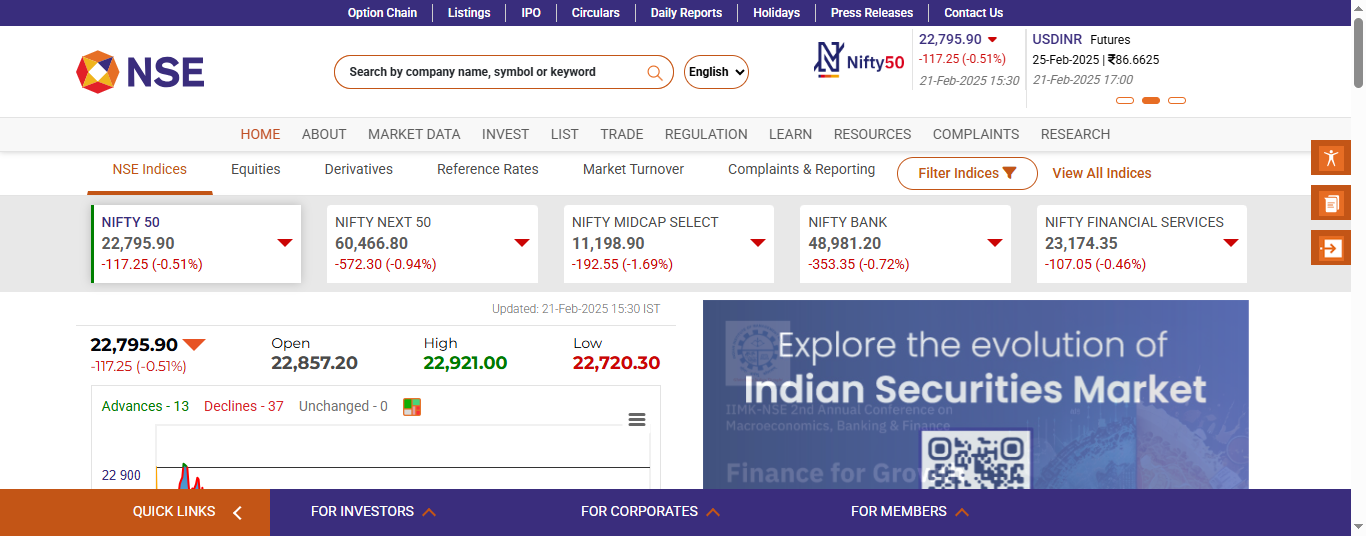 Option Chain Listings IPO Circulars Daily Reports Holidays Press Releases Contact Us
NSE
Search by company name, symbol or keyword
English
Nifty50
22,795.90
-117.25 (-0.51%)
21-Feb-2025 15:30
USDINR Futures
25-Feb-2025 | ₹86.6625
21-Feb-2025 17:00
HOME ABOUT MARKET DATA INVEST LIST TRADE REGULATION LEARN RESOURCES COMPLAINTS RESEARCH
NSE Indices Equities Derivatives Reference Rates Market Turnover Complaints & Reporting Filter Indices View All Indices
NIFTY 50
22,795.90
-117.25 (-0.51%)
NIFTY NEXT 50
60,466.80
-572.30 (-0.94%)
NIFTY MIDCAP SELECT
11,198.90
-192.55 (-1.69%)
NIFTY BANK
48,981.20
-353.35 (-0.72%)
NIFTY FINANCIAL SERVICES
23,174.35
-107.05 (-0.46%)
Updated: 21-Feb-2025 15:30 IST
22,795.90
-117.25 (-0.51%)
Open
22,857.20
High
22,921.00
Low
22,720.30
Advances - 13 Declines - 37 Unchanged - 0
22 900
Explore the evolution of
Indian Securities Market
IIMK-NSE 2nd Annual Conference on
Macroeconomics, Banking & Finance
Finance for
QUICK LINKS FOR INVESTORS FOR CORPORATES FOR MEMBERS